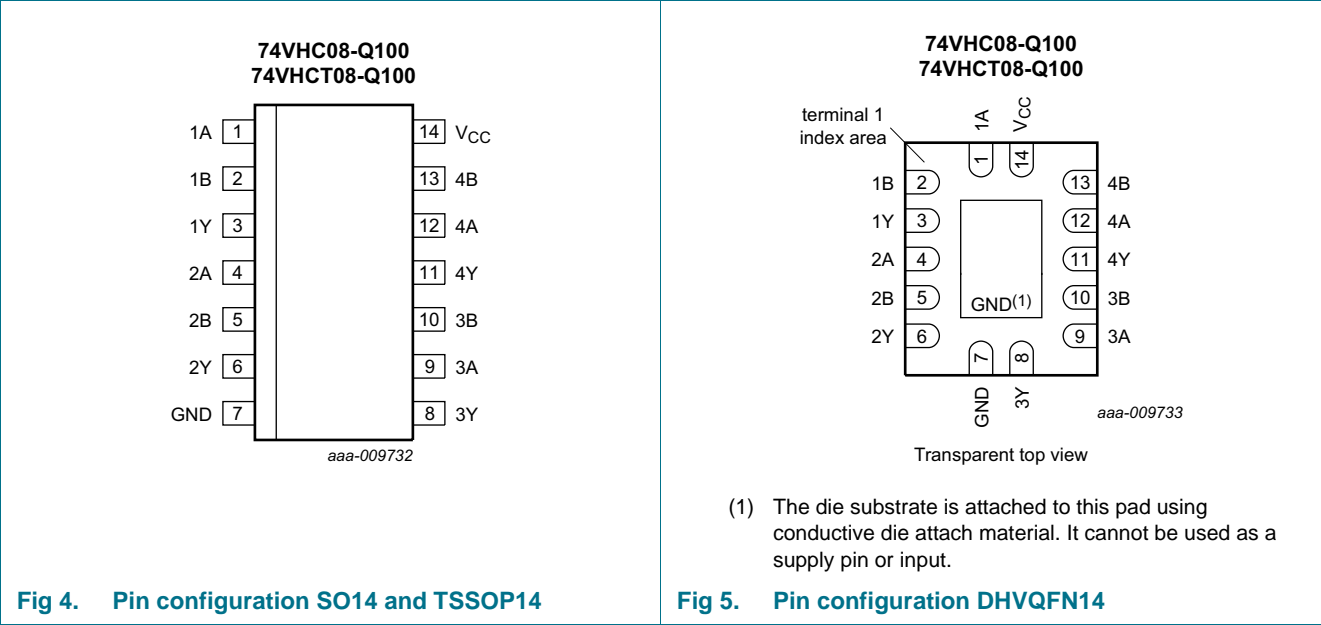 74VHC08-Q100
74VHCT08-Q100
1A 1
14 VCC
1B 2
13 4B
1Y 3
12 4A
2A 4
11 4Y
2B 5
10 3B
2Y 6
9 3A
GND 7
8 3Y
aaa-009732
Fig 4. Pin configuration SO14 and TSSOP14
74VHC08-Q100
74VHCT08-Q100
terminal 1
index area
1A
VCC
1
14
1B 2
13 4B
1Y 3
12 4A
2A 4
11 4Y
2B 5
10 3B
GND(1)
2Y 6
9 3A
7
8
GND
3Y
aaa-009733
Transparent top view
(1) The die substrate is attached to this pad using
conductive die attach material. It cannot be used as a
supply pin or input.
Fig 5. Pin configuration DHVQFN14